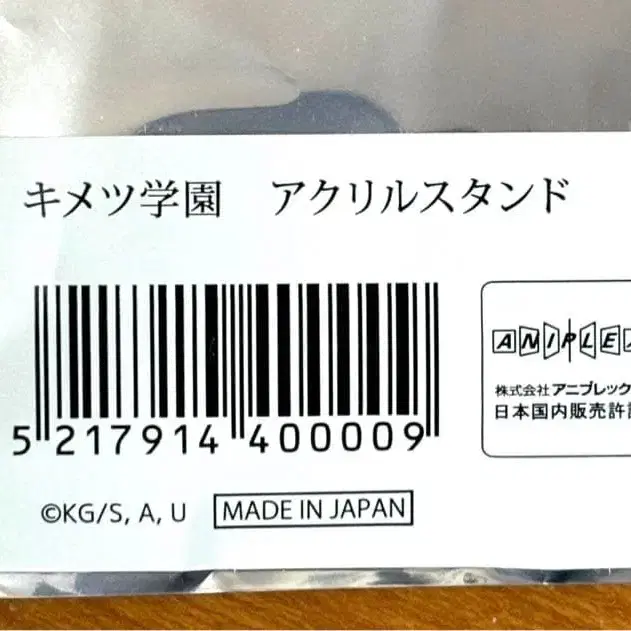 キメツ学園　アクリルスタンド
ANIPLE
株式会社アニプレック
日本国内販売許
5 217914 400009
©KG/S, A, U
MADE IN JAPAN